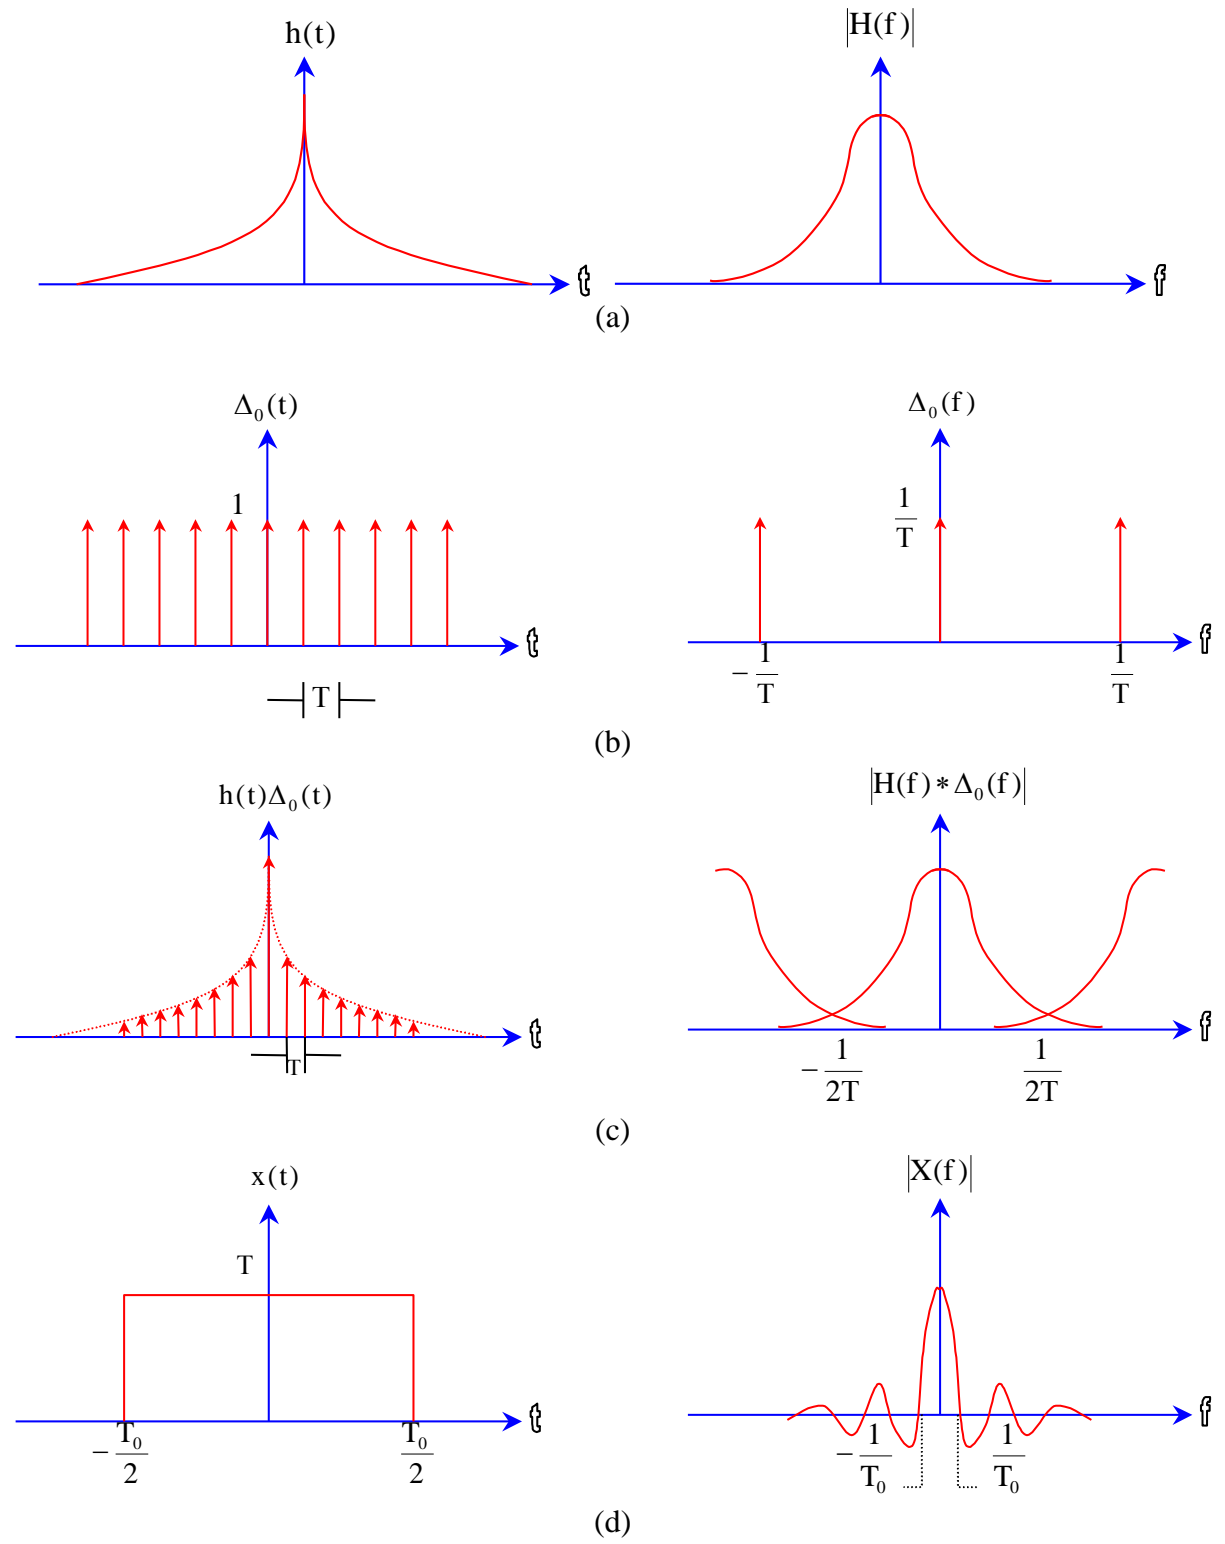 h(t)
|H(f)|
t
f
(a)
Δ₀(t)
Δ₀(f)
1
1/T
t
f
-1/T
1/T
T
(b)
h(t)Δ₀(t)
|H(f)*Δ₀(f)|
t
f
T
-1/2T
1/2T
(c)
x(t)
|X(f)|
T
t
f
-T₀/2
T₀/2
-1/T₀
1/T₀
(d)